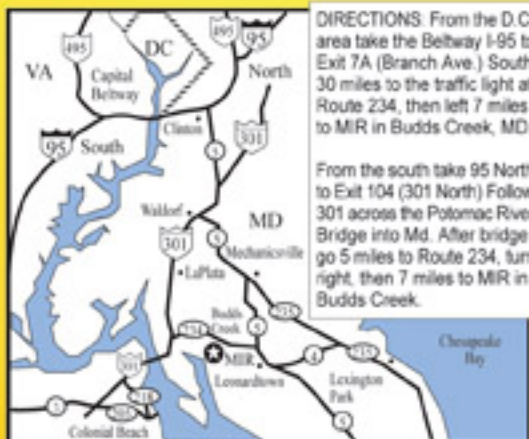 DIRECTIONS: From the D.C.
area take the Beltway I-95 to
Exit 7A (Branch Ave.) South
30 miles to the traffic light at
Route 234, then left 7 miles
to MIR in Budds Creek, MD
From the south take 95 North
to Exit 104 (301 North) Follow
301 across the Potomac River
Bridge into Md. After bridge
go 5 miles to Route 234, turn
right, then 7 miles to MIR in
Budds Creek.
495
DC
495
95
VA
Capital
Beltway
North
Clinton
301
95
South
5
Waldorf
MD
301
5
Mechanicsville
LaPlata
Budds
Creek
234
5
235
Chesapeake
Bay
MIR
4
235
301
Leonardtown
Lexington
Park
3
218
205
Colonial Beach
5